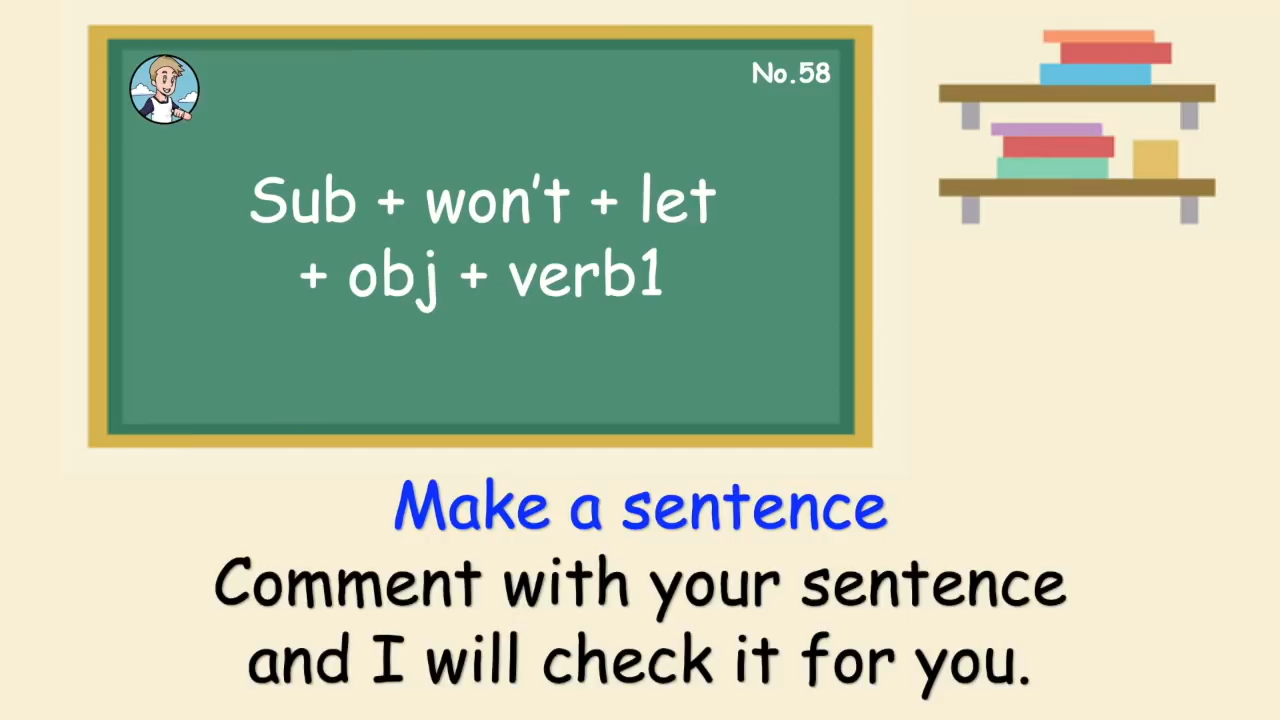 No.58
Sub + won't + let
+ obj + verb1
Make a sentence
Comment with your sentence
and I will check it for you.